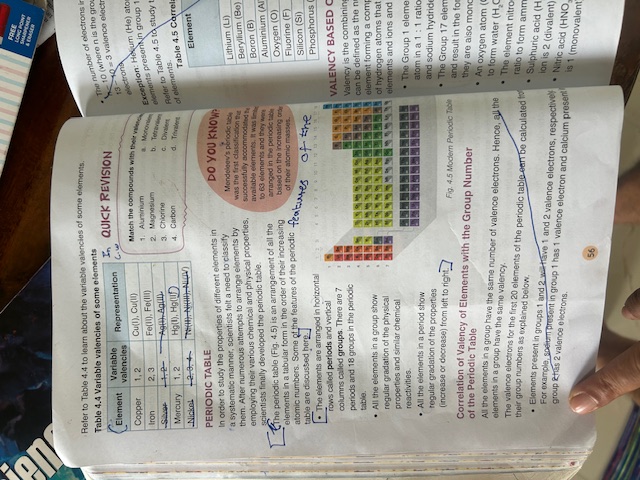 FREE
LONG POINT
SHARPENER
& ERASER
Refer to Table 4.4 to learn about the variable valencies of some elements.
Table 4.4 Variable valencies of some elements
Element Variable valencies Representation
Copper 1, 2 Cu(I), Cu(II)
Iron 2, 3 Fe(II), Fe(III)
Silver 1, 2 Ag(I), Ag(II)
Mercury 1, 2 Hg(I), Hg(II)
Nickel 2, 3, 4 Ni(II), Ni(III), Ni(IV)
In
C.W
QUICK REVISION
Match the compounds with their valencies
1. Aluminium a. Monovalent
2. Magnesium b. Tetravalent
3. Chlorine c. Divalent
4. Carbon d. Trivalent
PERIODIC TABLE
In order to study the properties of different elements in
a systematic manner, scientists felt a need to classify
them. After numerous attempts to arrange elements by
employing their various chemical and physical properties,
scientists finally developed the periodic table.
The periodic table (Fig. 4.5) is an arrangement of all the
elements in a tabular form in the order of their increasing
atomic numbers. Some of the features of the periodic
table are discussed here.
features of the
DO YOU KNOW?
Mendeleev's periodic table
was the first classification that
successfully accommodated
available elements. It was
to 63 elements and they were
arranged in the periodic table
based on the increasing order
of their atomic masses.
• The elements are arranged in horizontal
rows called periods and vertical
columns called groups. There are 7
periods and 18 groups in the periodic
table.
• All the elements in a group show
regular gradation of the physical
properties and similar chemical
reactivities.
• All the elements in a period show
regular gradation of the properties
(increase or decrease) from left to right.
Fig. 4.5 Modern Periodic Table
Correlation of Valency of Elements with the Group Number
of the Periodic Table
All the elements in a group have the same number of valence electrons. Hence, all the
elements in a group have the same valency.
The valence electrons for the first 20 elements of the periodic table can be calculated from
their group numbers as explained below.
• Elements present in groups 1 and 2 will have 1 and 2 valence electrons, respectively.
For example, sodium present in group 1 has 1 valence electron and calcium present
group 2 has 2 valence electrons.
56
• The number of electrons in
n – 10 (where n is the grou
13 – 10 = 3 valence electr
electrons
Exception: Helium (He) ato
elements present in group 1
Refer to Table 4.5 to study t
of elements.
Table 4.5 Correla
Element
Lithium (Li)
Beryllium (Be)
Boron (B)
Aluminium (Al
Oxygen (O)
Fluorine (F)
Silicon (Si)
Phosphorus (
VALENCY BASED O
Valency is the combining
can be defined as the nu
element forming a comp
of hydrogen atoms that
elements and ions and
• The Group 1 eleme
atom in a 1 : 1 ratio
and sodium hydride
• The Group 17 elem
and result in the for
they are also mono
• An oxygen atom (
to form water (H₂O
• The element nitro
ratio to form amm
• Sulphuric acid (H
ion is 2 (divalent)
• Nitric acid (HNO₃
is 1 (monovalent)